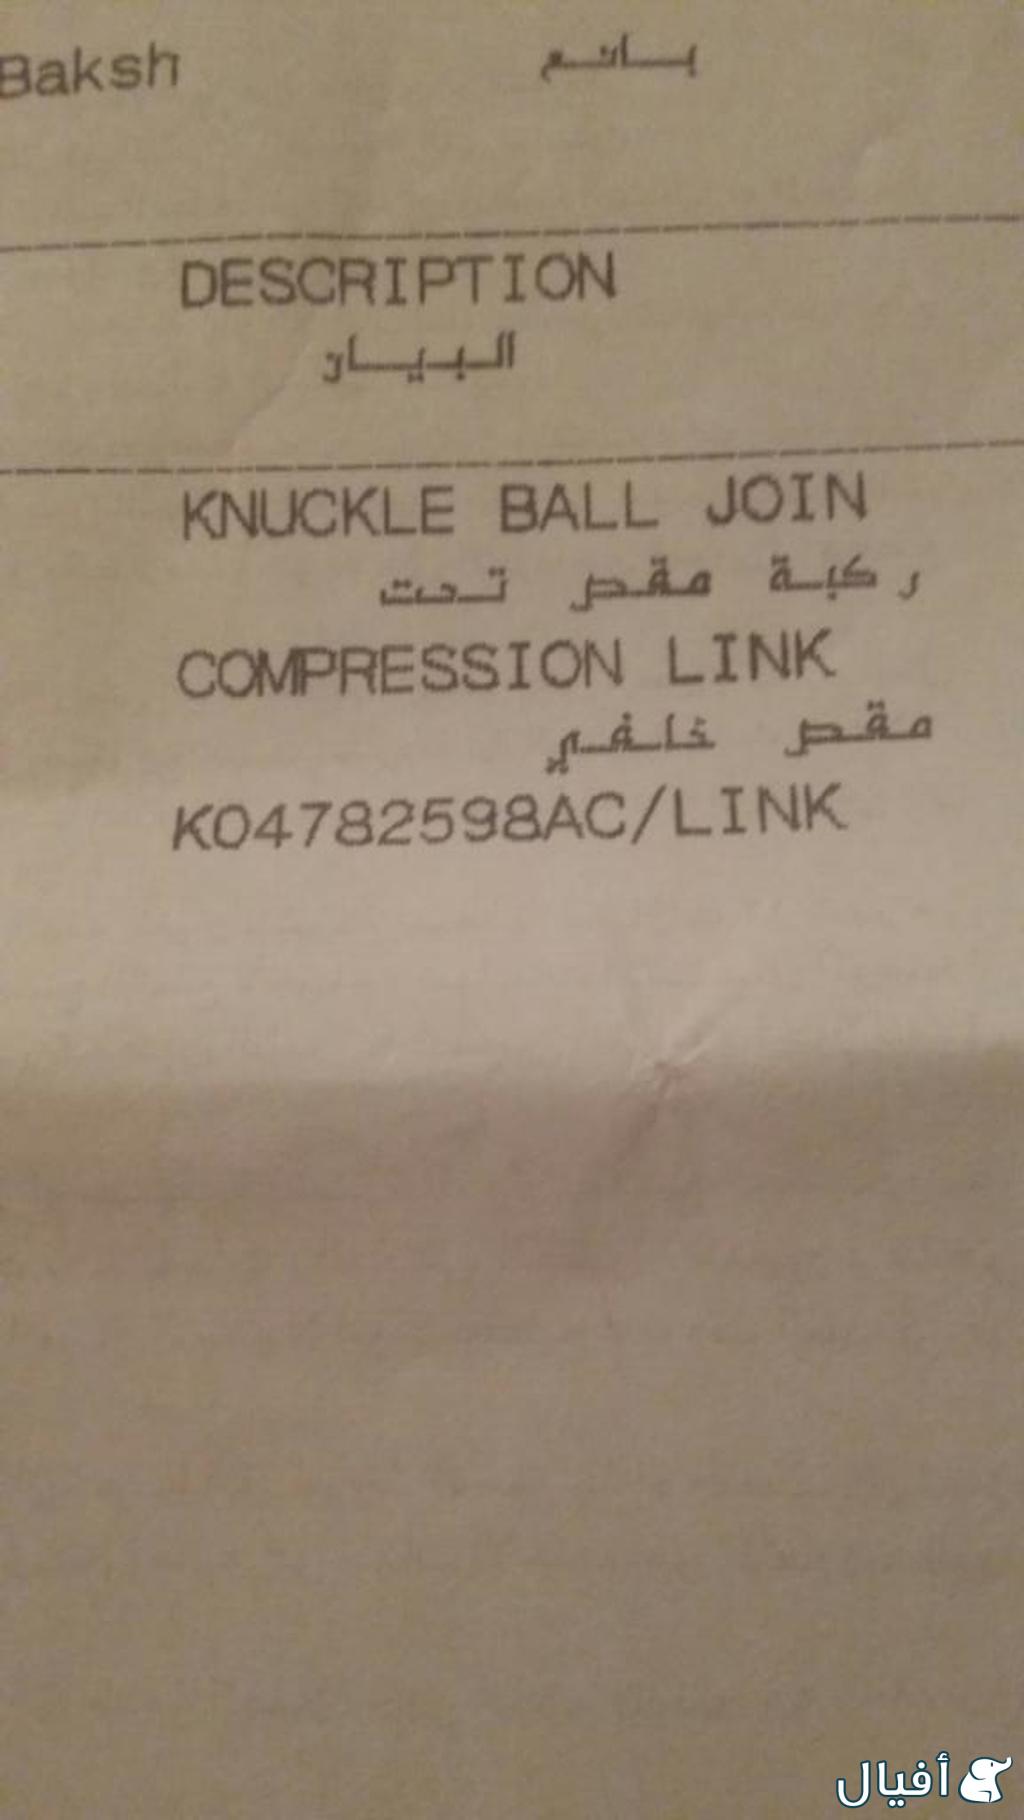 Baksh بائع
DESCRIPTION
البيان
KNUCKLE BALL JOIN
ركبة مقص تحت
COMPRESSION LINK
مقص خلفي
K04782598AC/LINK
أفيال